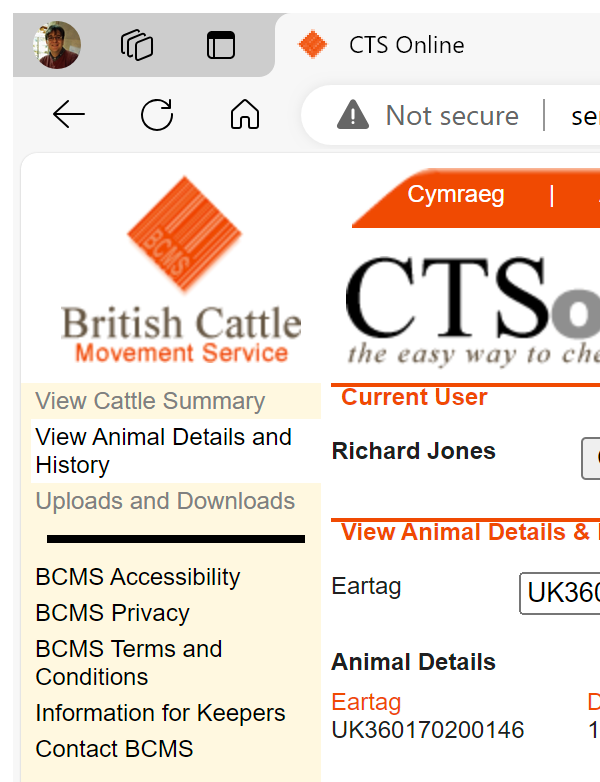 CTS Online
Not secure
Cymraeg |
BCMS
British Cattle
Movement Service
CTSo
the easy way to che
View Cattle Summary
View Animal Details and
History
Uploads and Downloads
BCMS Accessibility
BCMS Privacy
BCMS Terms and
Conditions
Information for Keepers
Contact BCMS
Current User
Richard Jones
View Animal Details &
Eartag UK360
Animal Details
Eartag D
UK360170200146 1